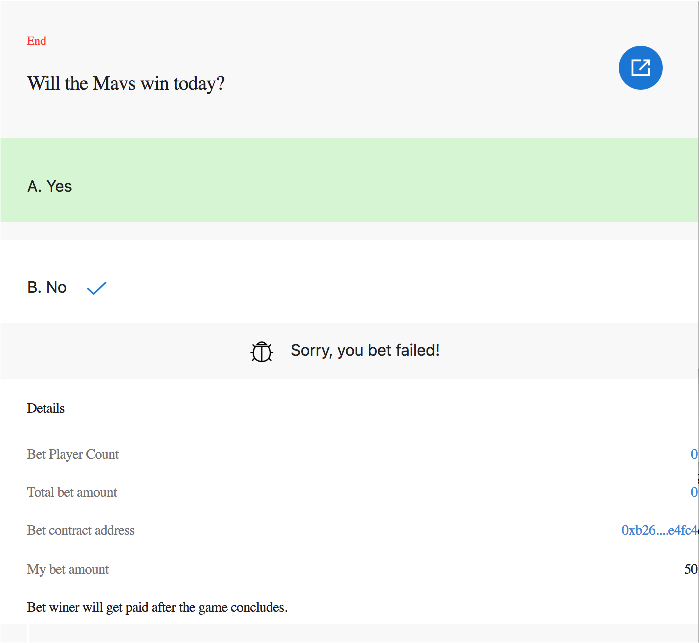 End
Will the Mavs win today?
A. Yes
B. No
Sorry, you bet failed!
Details
Bet Player Count 0
Total bet amount 0
Bet contract address 0xb26....e4fc4
My bet amount 50
Bet winer will get paid after the game concludes.